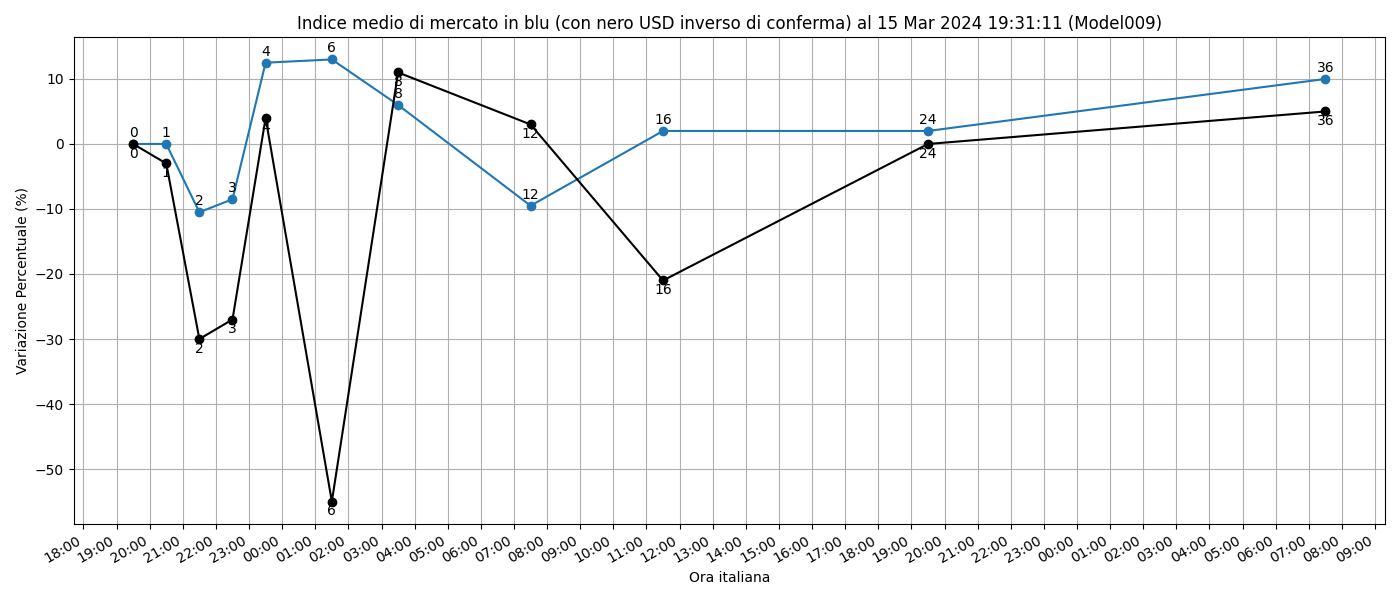 Indice medio di mercato in blu (con nero USD inverso di conferma) al 15 Mar 2024 19:31:11 (Model009)
Variazione Percentuale (%)
10
0
−10
−20
−30
−40
−50
0 1 2 3 4 6 8 12 16 24 36
0 1 2 3 4 6 8 12 16 24 36
18:00 19:00 20:00 21:00 22:00 23:00 00:00 01:00 02:00 03:00 04:00 05:00 06:00 07:00 08:00 09:00 10:00 11:00 12:00 13:00 14:00 15:00 16:00 17:00 18:00 19:00 20:00 21:00 22:00 23:00 00:00 01:00 02:00 03:00 04:00 05:00 06:00 07:00 08:00 09:00
Ora italiana